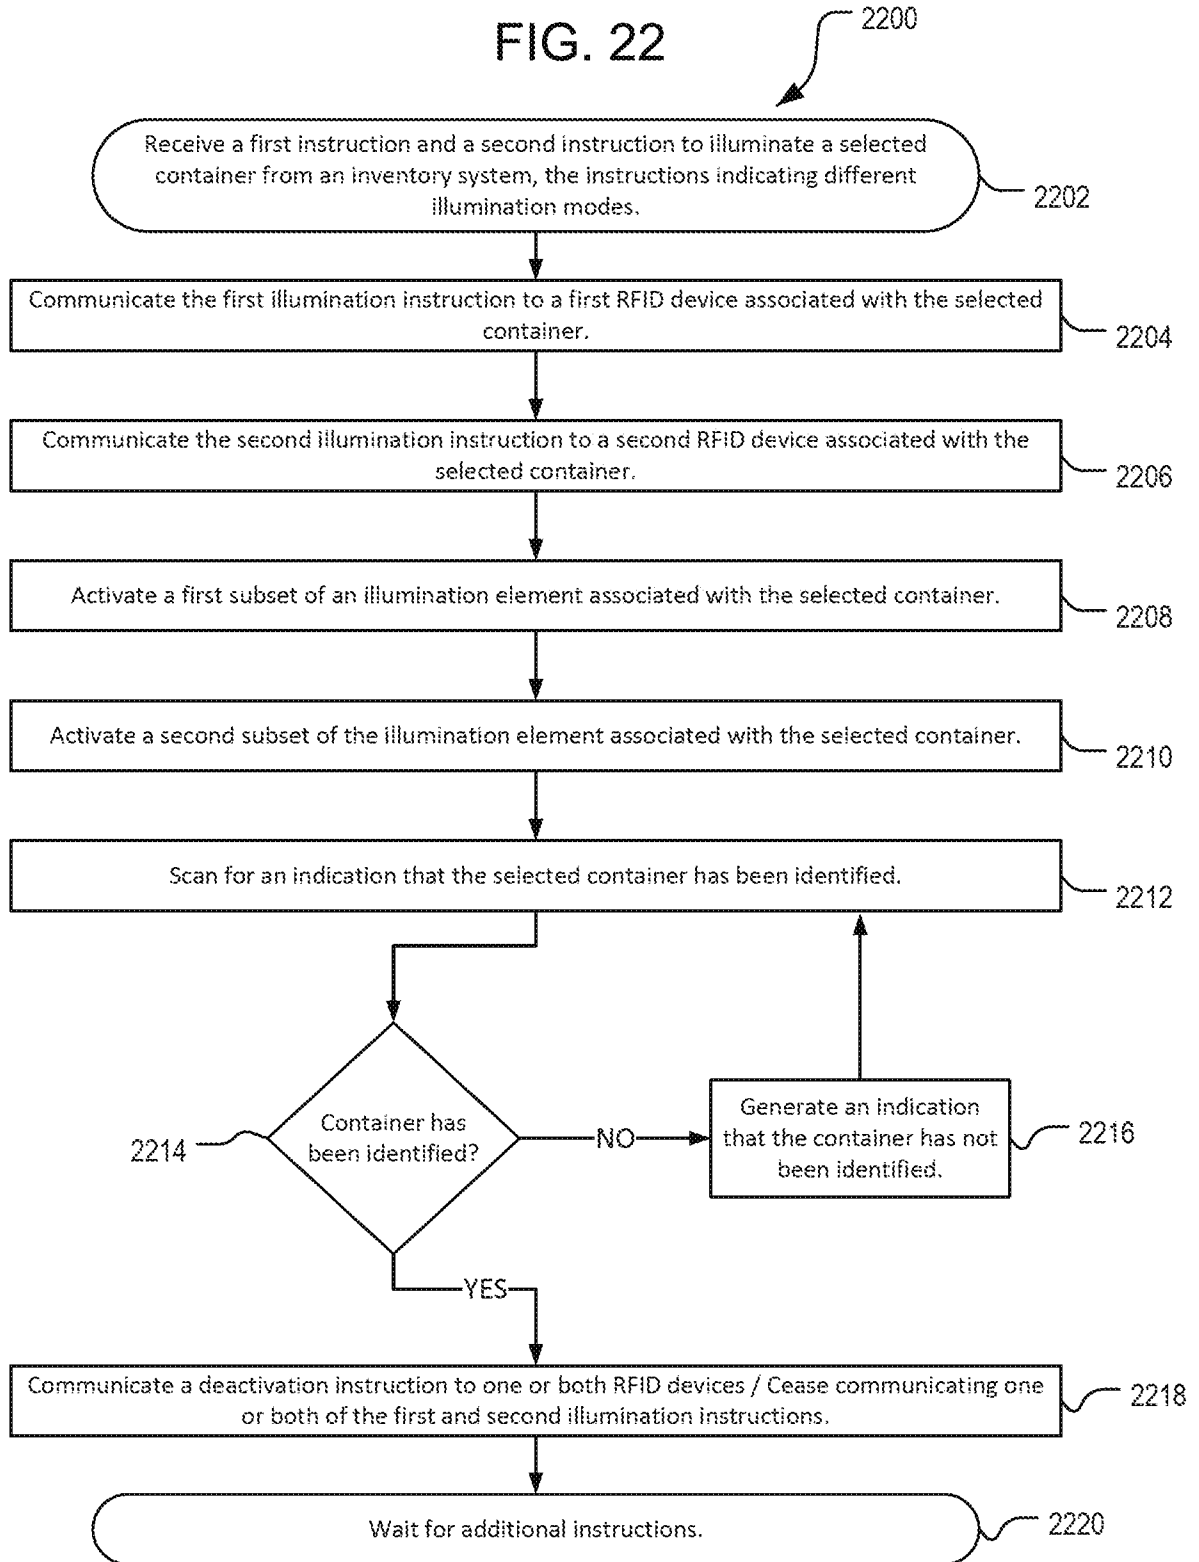 FIG. 22
2200
Receive a first instruction and a second instruction to illuminate a selected
container from an inventory system, the instructions indicating different
illumination modes.
2202
Communicate the first illumination instruction to a first RFID device associated with the selected
container.
2204
Communicate the second illumination instruction to a second RFID device associated with the
selected container.
2206
Activate a first subset of an illumination element associated with the selected container.
2208
Activate a second subset of the illumination element associated with the selected container.
2210
Scan for an indication that the selected container has been identified.
2212
Container has
been identified?
2214
NO
Generate an indication
that the container has not
been identified.
2216
YES
Communicate a deactivation instruction to one or both RFID devices / Cease communicating one
or both of the first and second illumination instructions.
2218
Wait for additional instructions.
2220